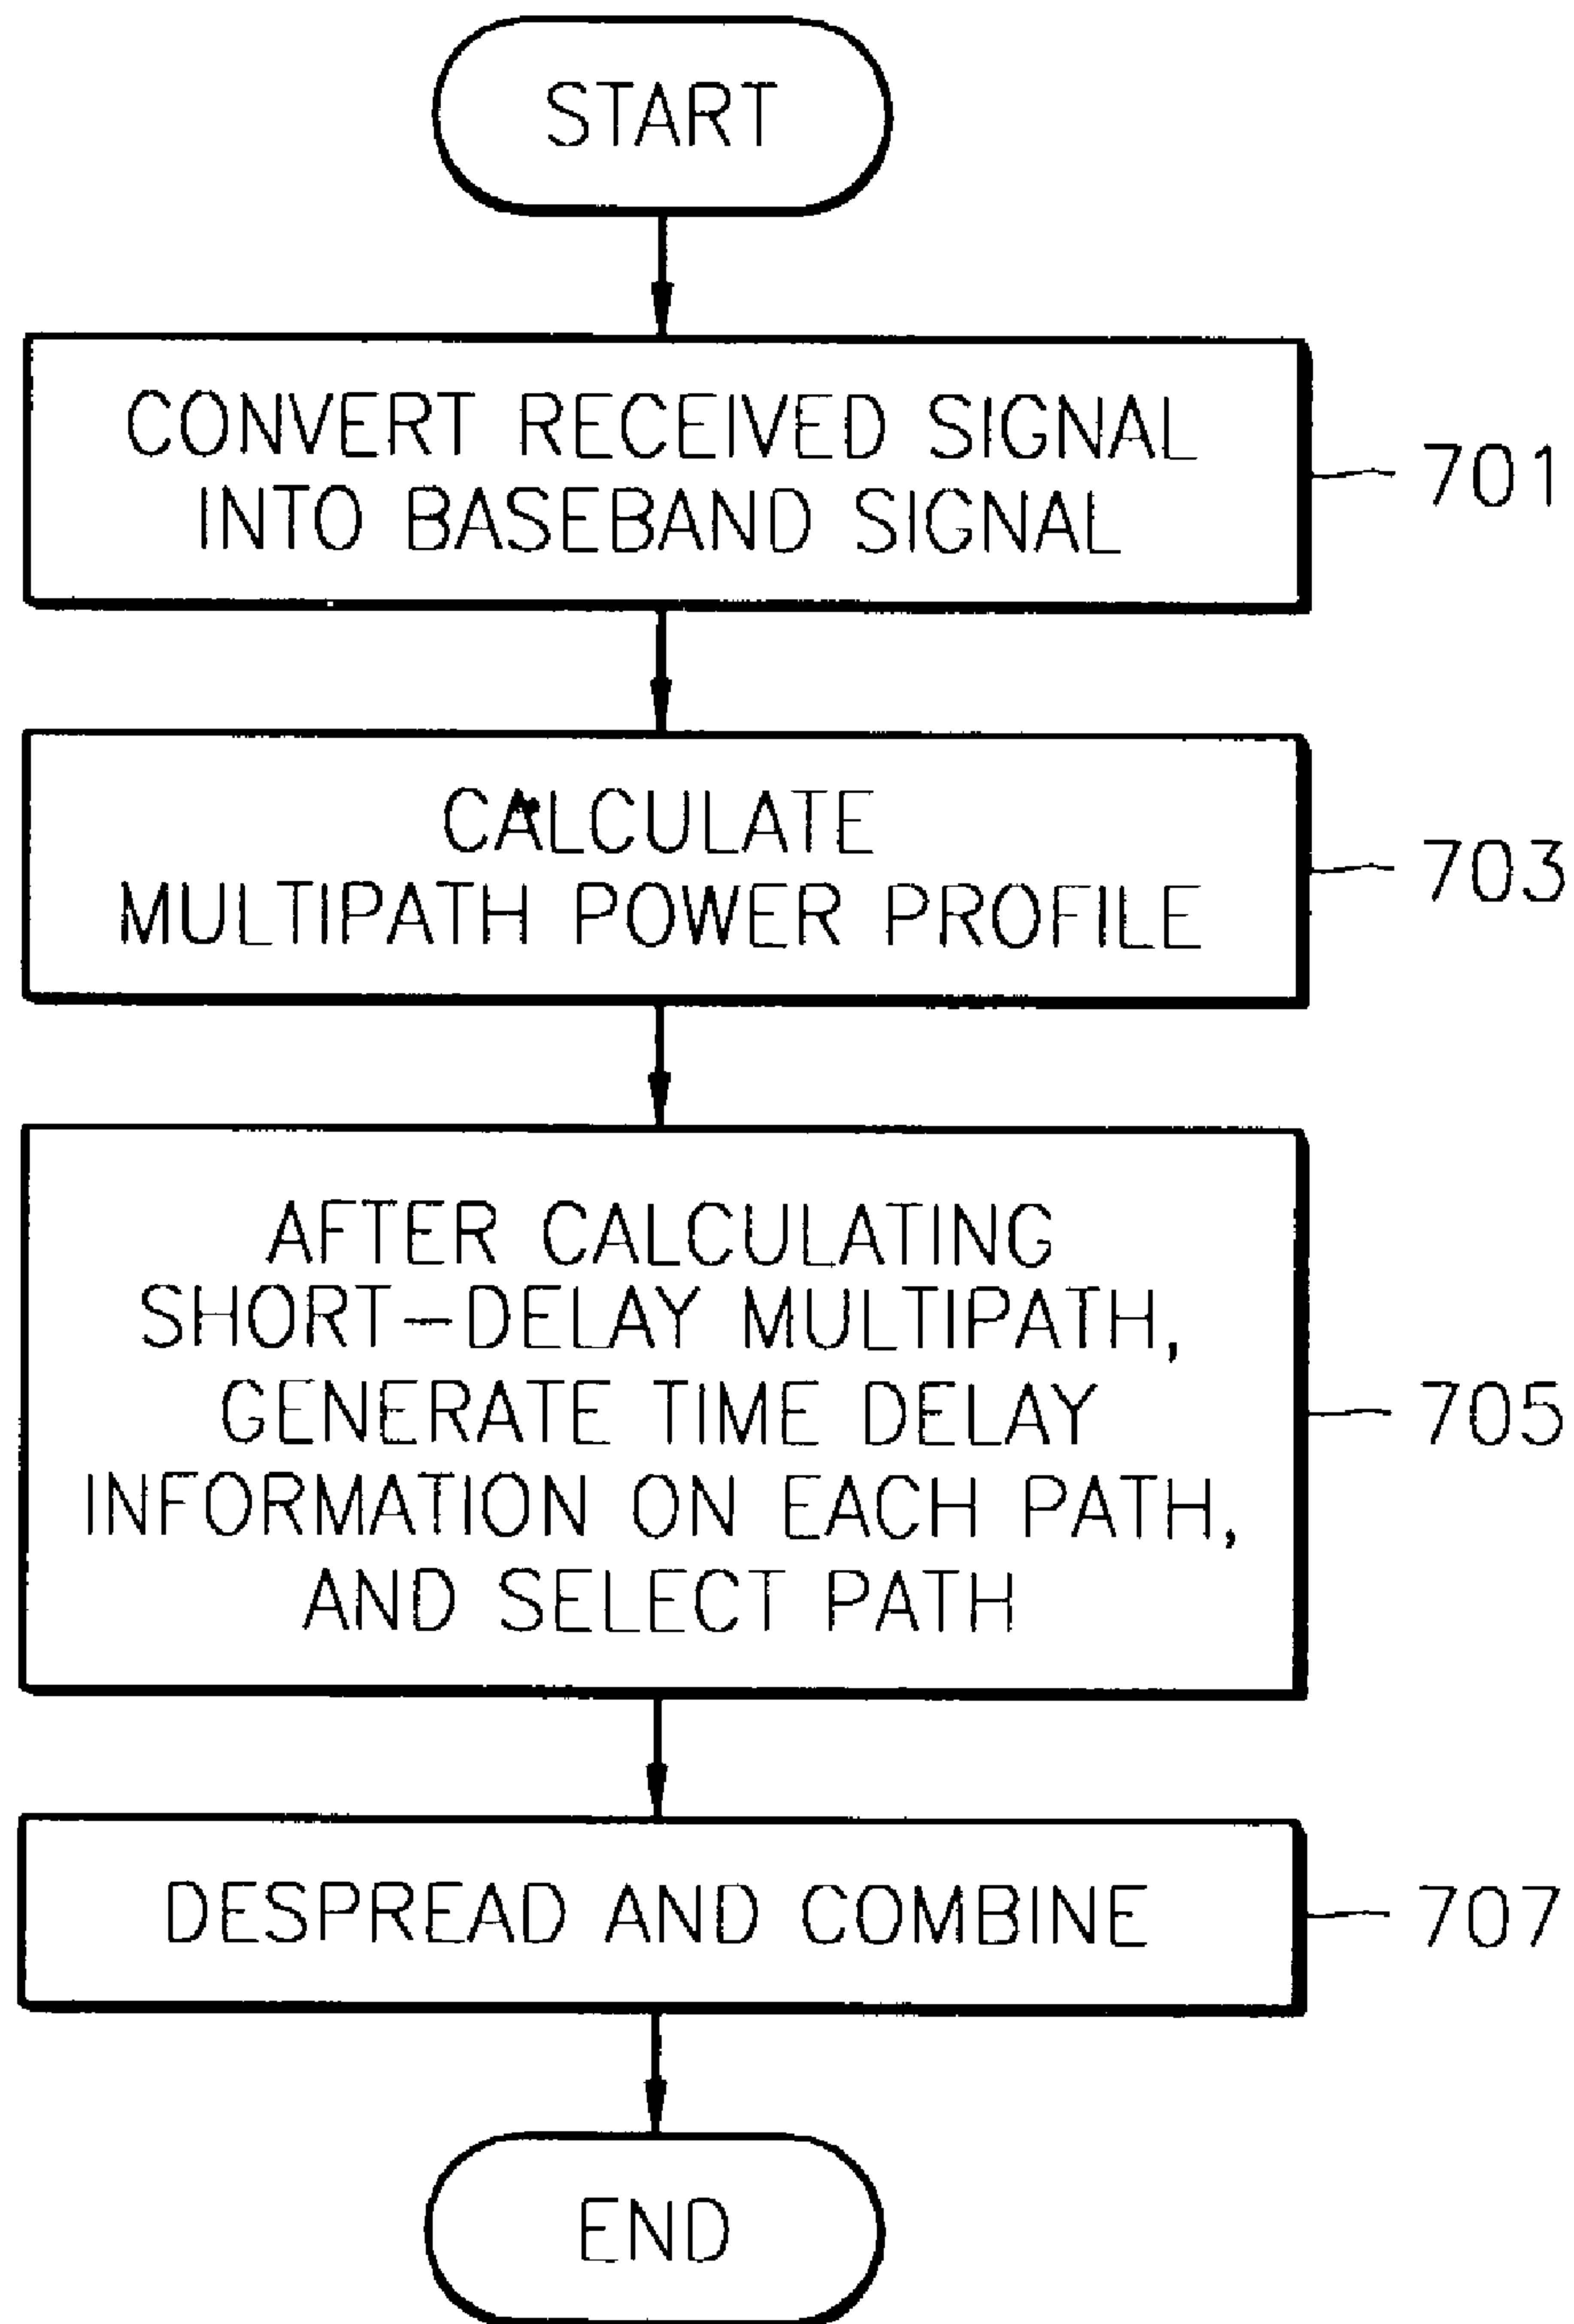 START
CONVERT RECEIVED SIGNAL
INTO BASEBAND SIGNAL
701
CALCULATE
MULTIPATH POWER PROFILE
703
AFTER CALCULATING
SHORT-DELAY MULTIPATH,
GENERATE TIME DELAY
INFORMATION ON EACH PATH,
AND SELECT PATH
705
DESPREAD AND COMBINE
707
END